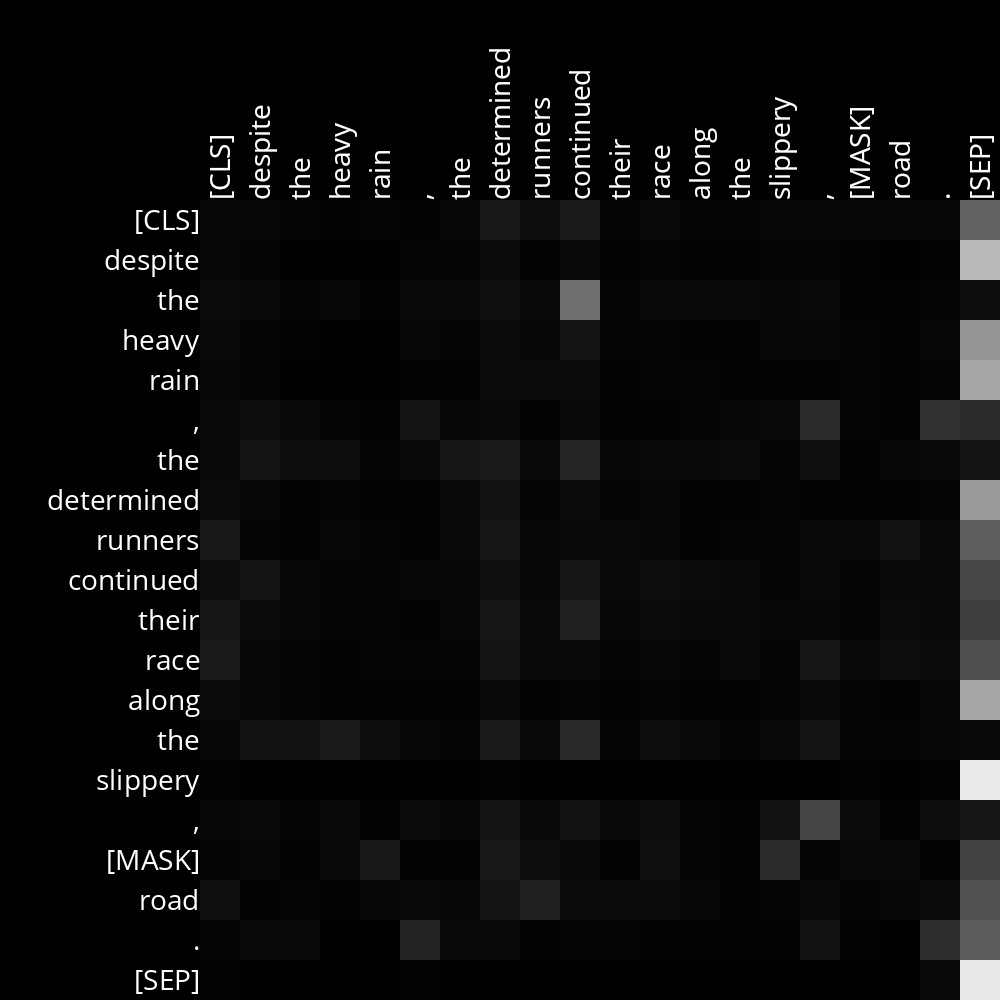 [CLS] despite the heavy rain , the determined runners continued their race along the slippery , [MASK] road . [SEP]
[CLS]
despite
the
heavy
rain
,
the
determined
runners
continued
their
race
along
the
slippery
,
[MASK]
road
.
[SEP]